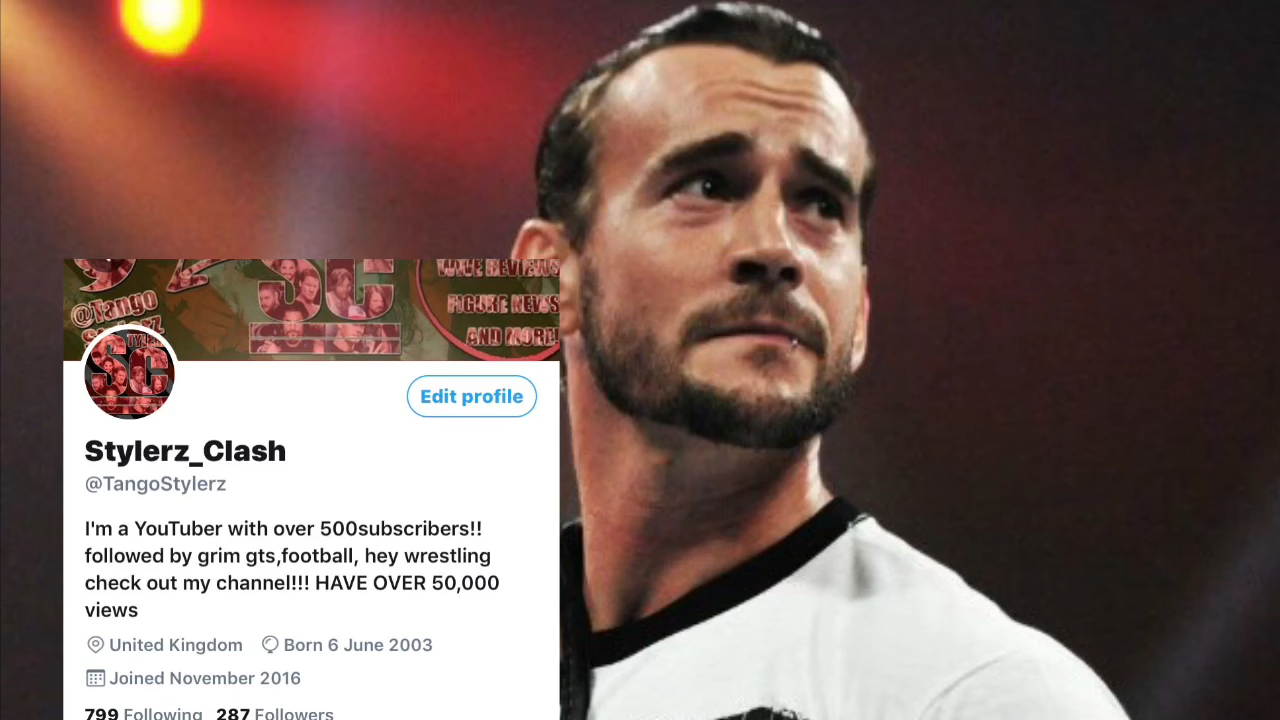 WWE REVIEWS
@Tango
FIGURE NEWS
SC
AND MORE!
SC
Edit profile
Stylerz_Clash
@TangoStylerz
I'm a YouTuber with over 500subscribers!!
followed by grim gts,football, hey wrestling
check out my channel!!! HAVE OVER 50,000
views
United Kingdom Born 6 June 2003
Joined November 2016
799 Following 287 Followers